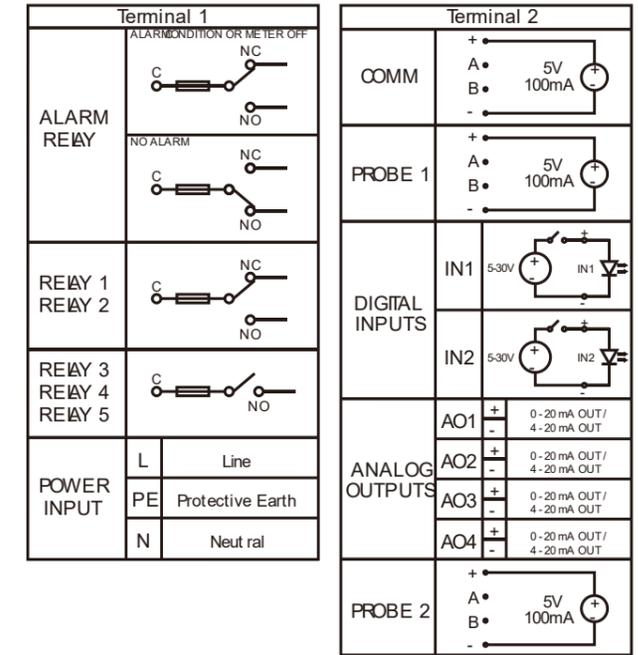 Terminal 1
ALARM CONDITION OR METER OFF
NC
C
NO
ALARM
RELAY
NO ALARM
NC
C
NO
RELAY 1
RELAY 2
NC
C
NO
RELAY 3
RELAY 4
RELAY 5
C
NO
POWER
INPUT
L Line
PE Protective Earth
N Neutral
Terminal 2
COMM
+
A
B
-
5V
100mA
+
-
PROBE 1
+
A
B
-
5V
100mA
+
-
DIGITAL
INPUTS
IN1
5-30V
+
-
+
IN1
-
IN2
5-30V
+
-
+
IN2
-
ANALOG
OUTPUTS
AO1
+
-
0-20 mA OUT/
4-20 mA OUT
AO2
+
-
0-20 mA OUT/
4-20 mA OUT
AO3
+
-
0-20 mA OUT/
4-20 mA OUT
AO4
+
-
0-20 mA OUT/
4-20 mA OUT
PROBE 2
+
A
B
-
5V
100mA
+
-